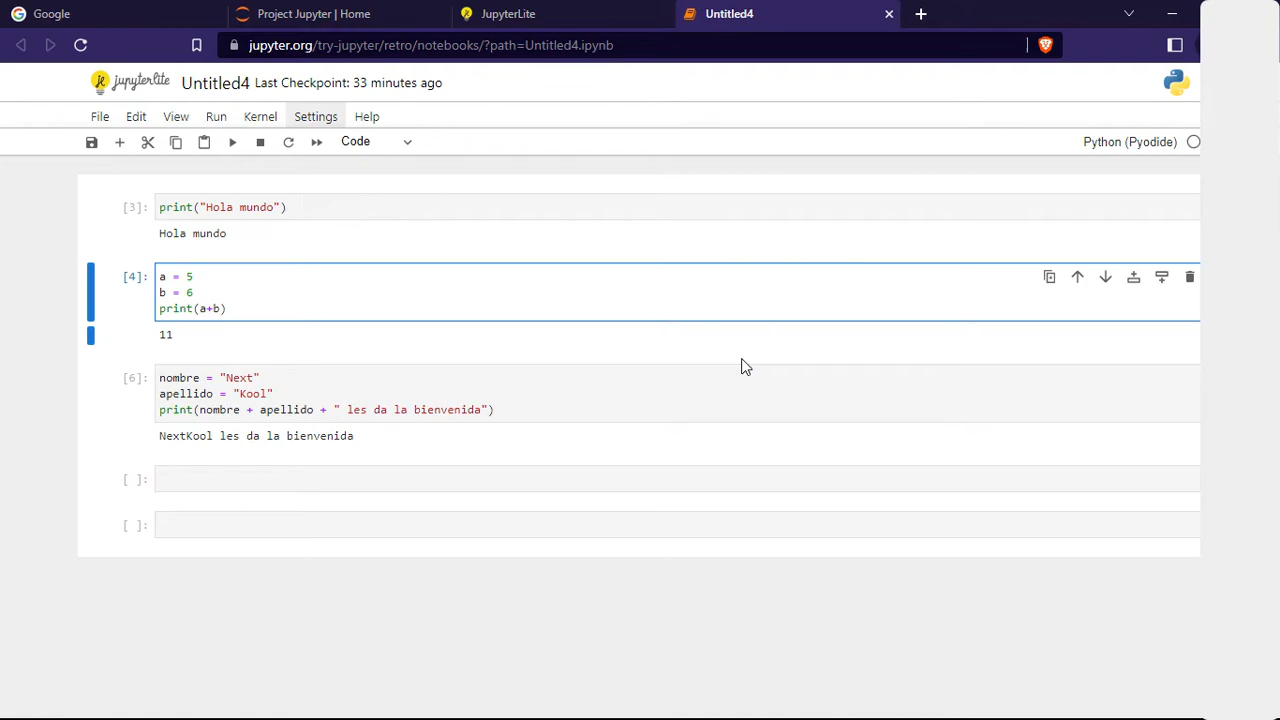 Google
Project Jupyter | Home
JupyterLite
Untitled4
jupyter.org/try-jupyter/retro/notebooks/?path=Untitled4.ipynb
jupyterlite Untitled4 Last Checkpoint: 33 minutes ago
File Edit View Run Kernel Settings Help
Code
Python (Pyodide)
[3]: print("Hola mundo")
Hola mundo
[4]: a = 5
b = 6
print(a+b)
11
[6]: nombre = "Next"
apellido = "Kool"
print(nombre + apellido + " les da la bienvenida")
NextKool les da la bienvenida
[ ]:
[ ]: